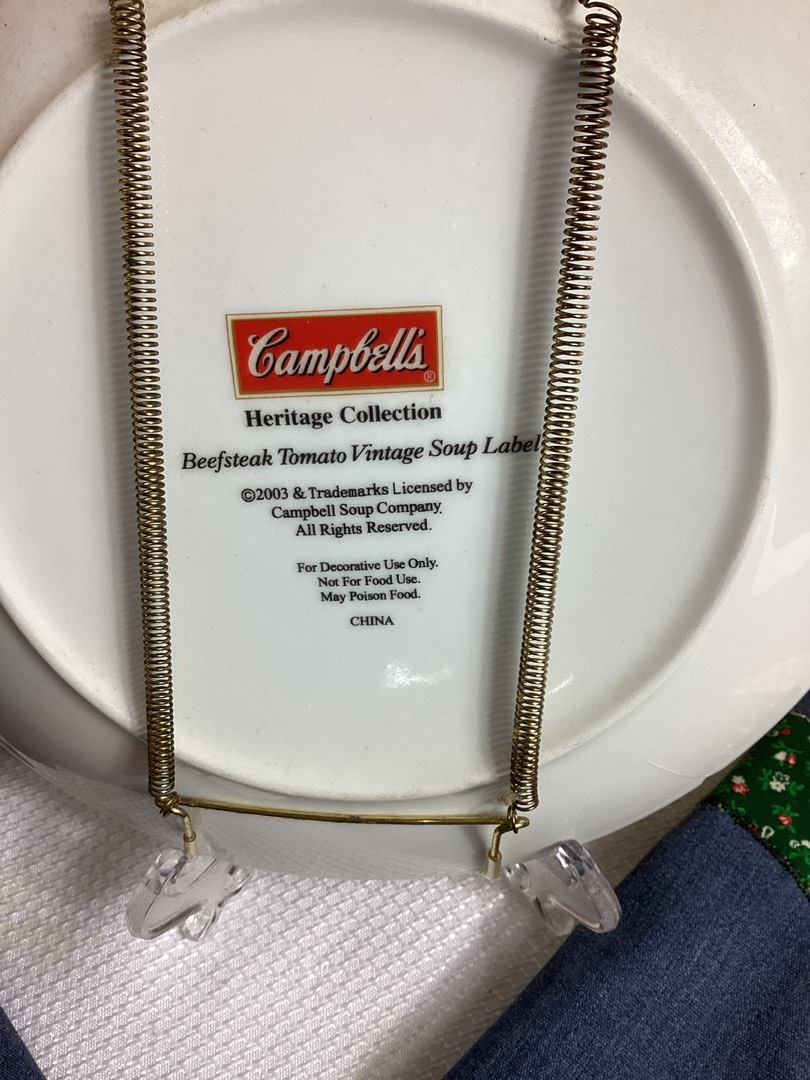 Campbell's®
Heritage Collection
Beefsteak Tomato Vintage Soup Label
©2003 & Trademarks Licensed by
Campbell Soup Company.
All Rights Reserved.
For Decorative Use Only.
Not For Food Use.
May Poison Food.
CHINA